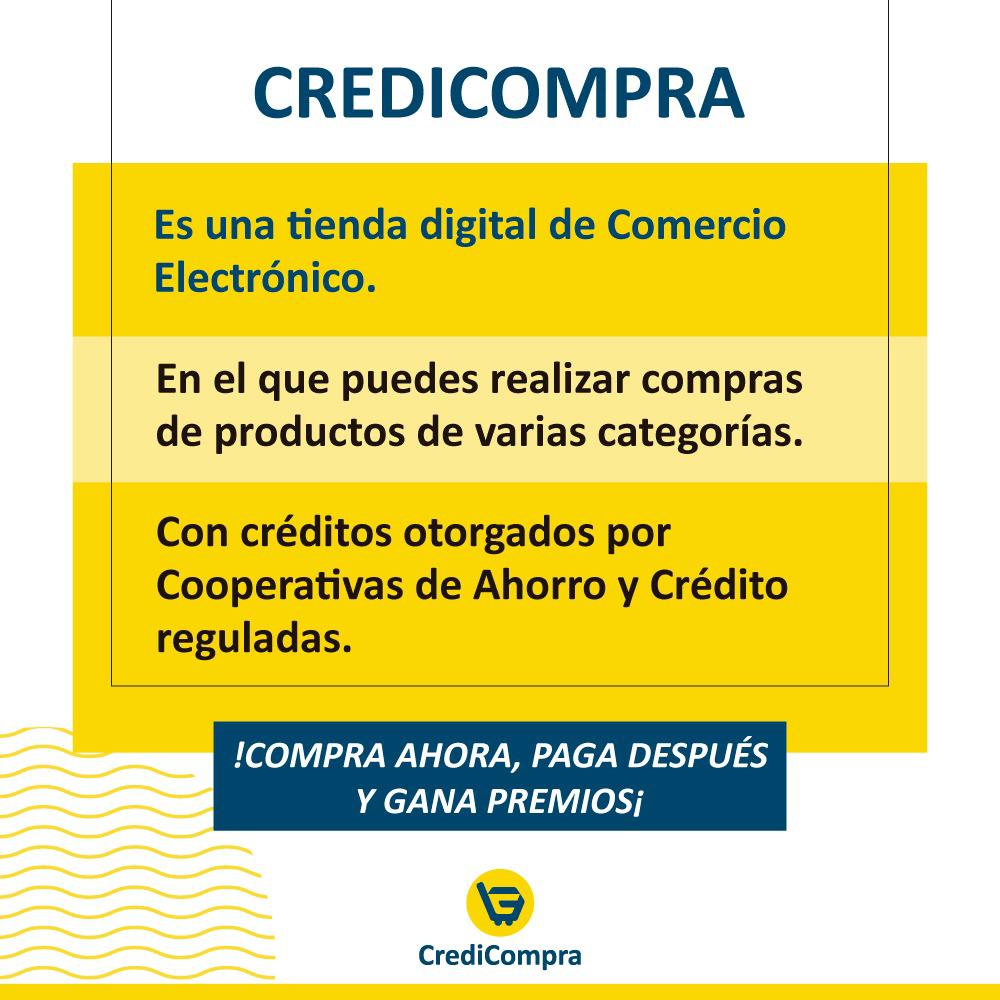 CREDICOMPRA
Es una tienda digital de Comercio
Electrónico.
En el que puedes realizar compras
de productos de varias categorías.
Con créditos otorgados por
Cooperativas de Ahorro y Crédito
reguladas.
!COMPRA AHORA, PAGA DESPUÉS
Y GANA PREMIOS¡
CrediCompra